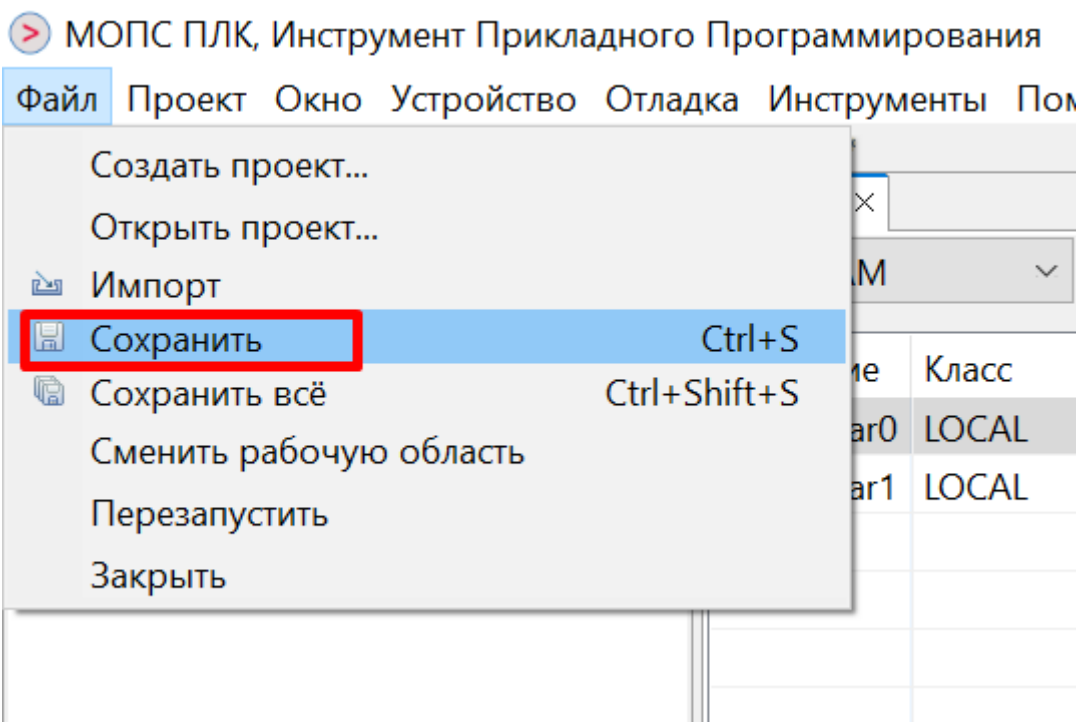 МОПС ПЛК, Инструмент Прикладного Программирования
Файл Проект Окно Устройство Отладка Инструменты
Создать проект...
Открыть проект...
Импорт
Сохранить Ctrl+S
Сохранить всё Ctrl+Shift+S
Сменить рабочую область
Перезапустить
Закрыть
Класс
LOCAL
LOCAL